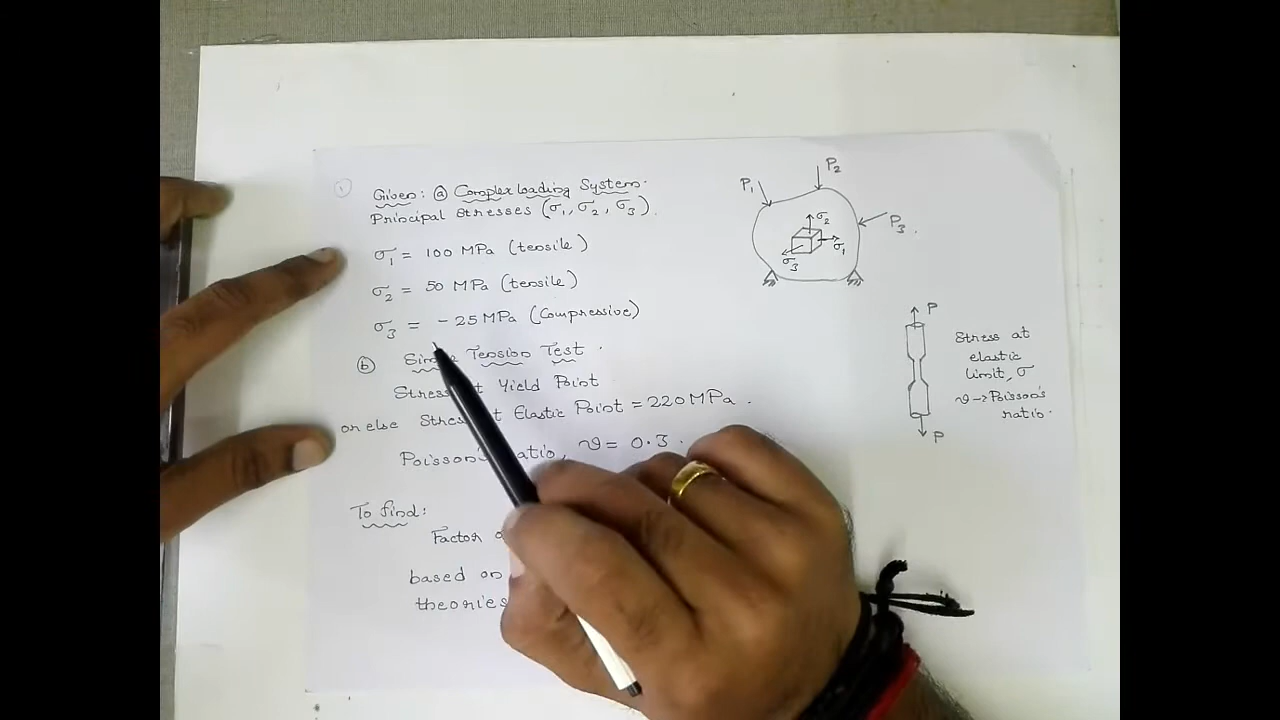 1
Given: (a) Complex loading System.
Principal stresses (σ1, σ2, σ3).
σ1 = 100 MPa (tensile)
σ2 = 50 MPa (tensile)
σ3 = - 25 MPa (Compressive)
(b) Tension Test.
Stress Yield Point
or else Elastic Point = 220 MPa.
ϑ = 0.3.
To find:
Factor
based on
theories
P1
P2
P3
σ2
σ1
σ3
P
Stress at
elastic
limit, σ
ϑ → Poisson's
ratio.
P